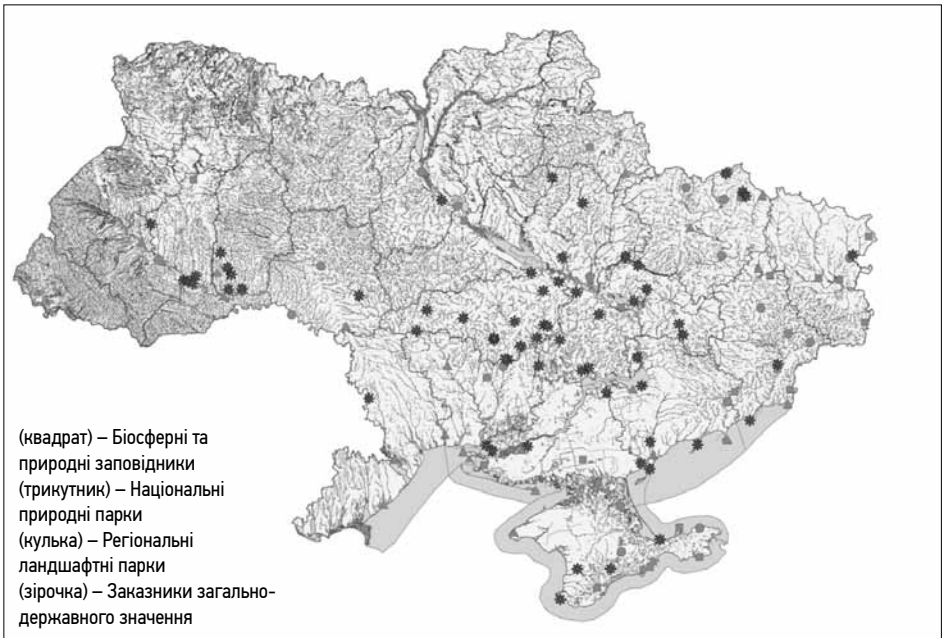 (квадрат) – Біосферні та
природні заповідники
(трикутник) – Національні
природні парки
(кулька) – Регіональні
ландшафтні парки
(зірочка) – Заказники загально-
державного значення